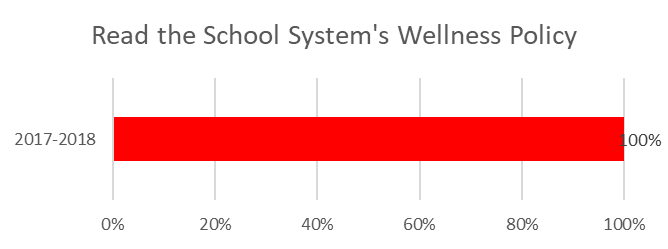 Read the School System's Wellness Policy
2017-2018
100%
0% 20% 40% 60% 80% 100%